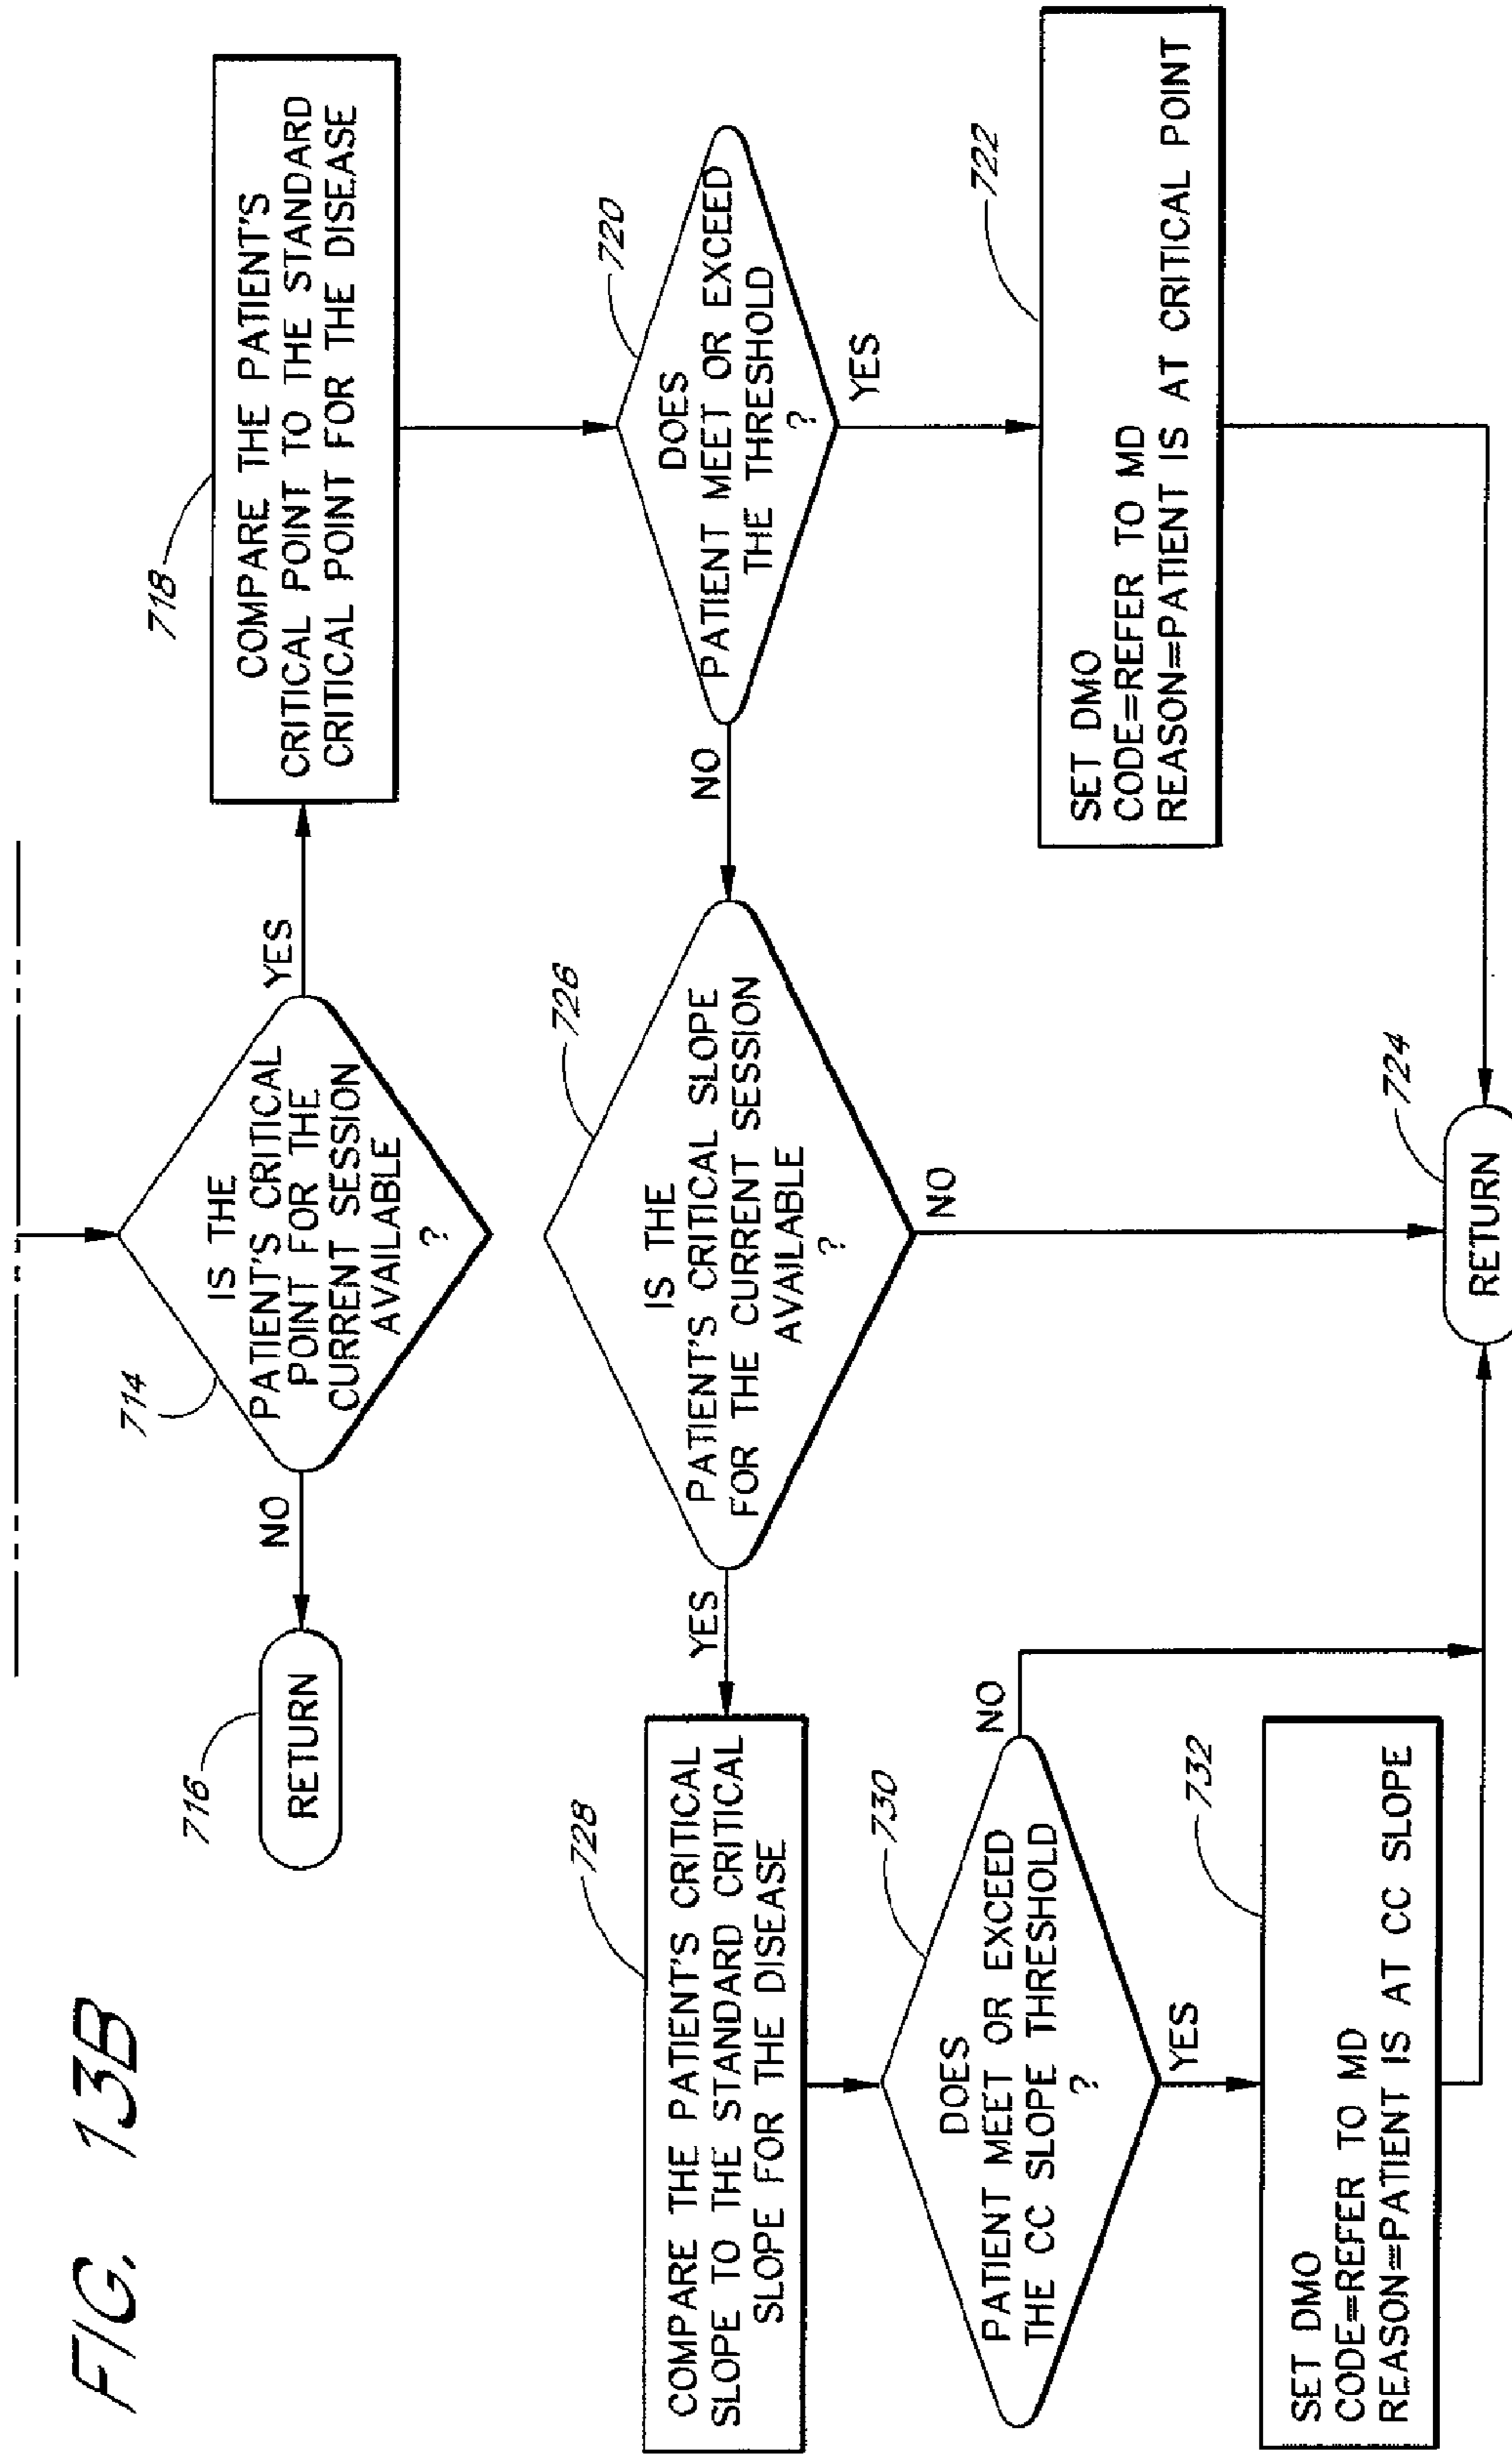 FIG. 13B
714
IS THE
PATIENT'S CRITICAL
POINT FOR THE
CURRENT SESSION
AVAILABLE
?
NO
YES
716
RETURN
718
COMPARE THE PATIENT'S
CRITICAL POINT TO THE STANDARD
CRITICAL POINT FOR THE DISEASE
720
DOES
PATIENT MEET OR EXCEED
THE THRESHOLD
?
NO
YES
722
SET DMO
CODE=REFER TO MD
REASON=PATIENT IS AT CRITICAL POINT
726
IS THE
PATIENT'S CRITICAL SLOPE
FOR THE CURRENT SESSION
AVAILABLE
?
YES
NO
728
COMPARE THE PATIENT'S CRITICAL
SLOPE TO THE STANDARD CRITICAL
SLOPE FOR THE DISEASE
730
DOES
PATIENT MEET OR EXCEED
THE CC SLOPE THRESHOLD
?
NO
YES
732
SET DMO
CODE=REFER TO MD
REASON=PATIENT IS AT CC SLOPE
724
RETURN